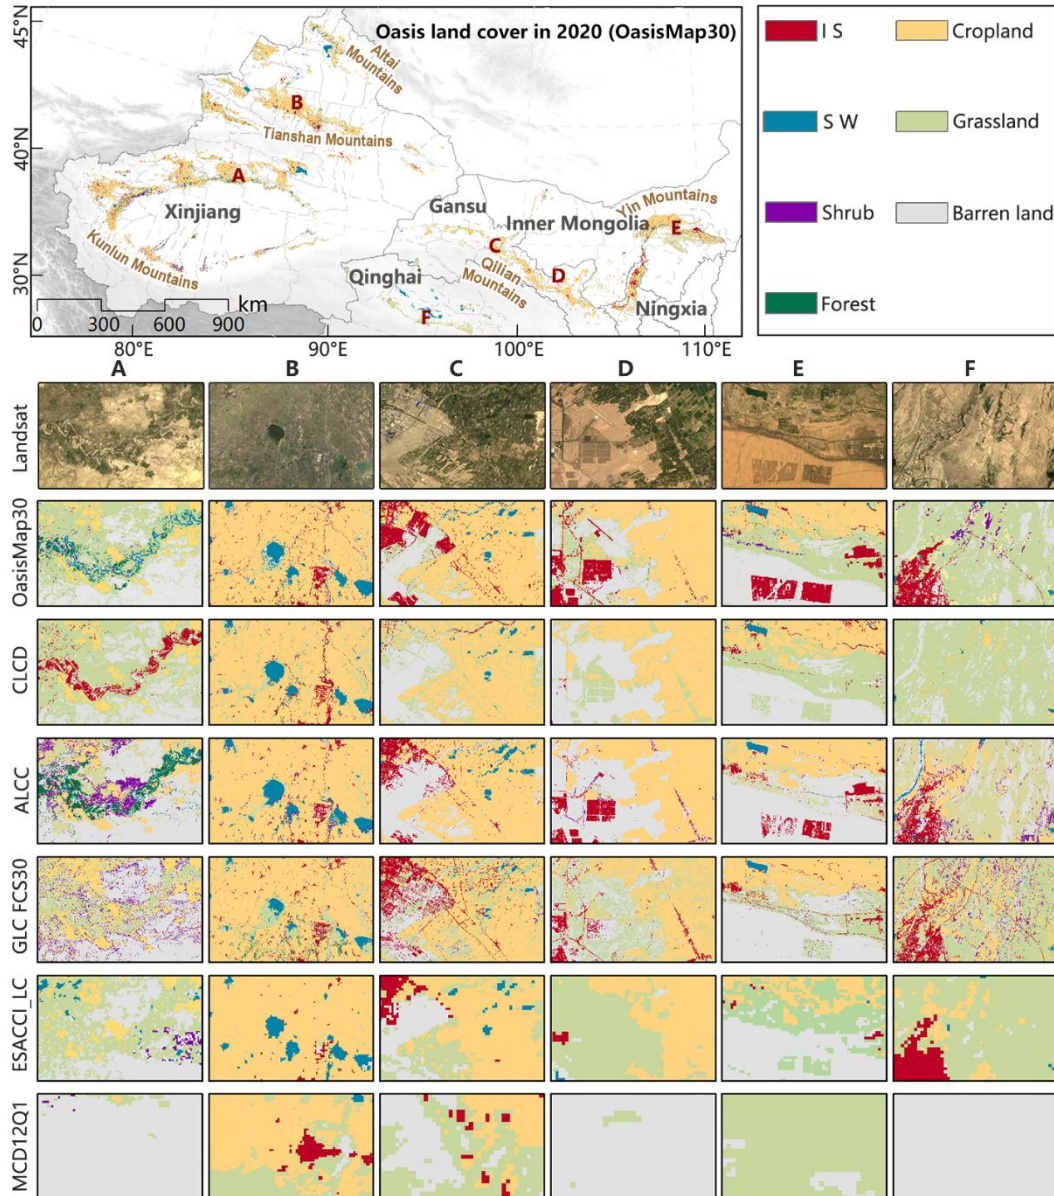 45°N
40°N
30°N
Oasis land cover in 2020 (OasisMap30)
Altai
Mountains
B
Tianshan Mountains
A
Xinjiang
Kunlun Mountains
Gansu
Inner Mongolia
Yin Mountains
E
C
D
Qilian
Mountains
Qinghai
F
Ningxia
km
0 300 600 900
80°E 90°E 100°E 110°E
I S
Cropland
S W
Grassland
Shrub
Barren land
Forest
A B C D E F
Landsat
OasisMap30
CLCD
ALCC
GLC FCS30
ESACCI_LC
MCD12Q1